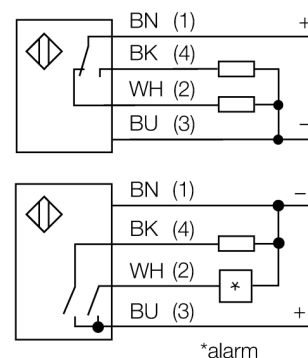 BN (1) +
BK (4)
WH (2)
BU (3) −
BN (1) −
BK (4)
WH (2)
*
BU (3) +
*alarm